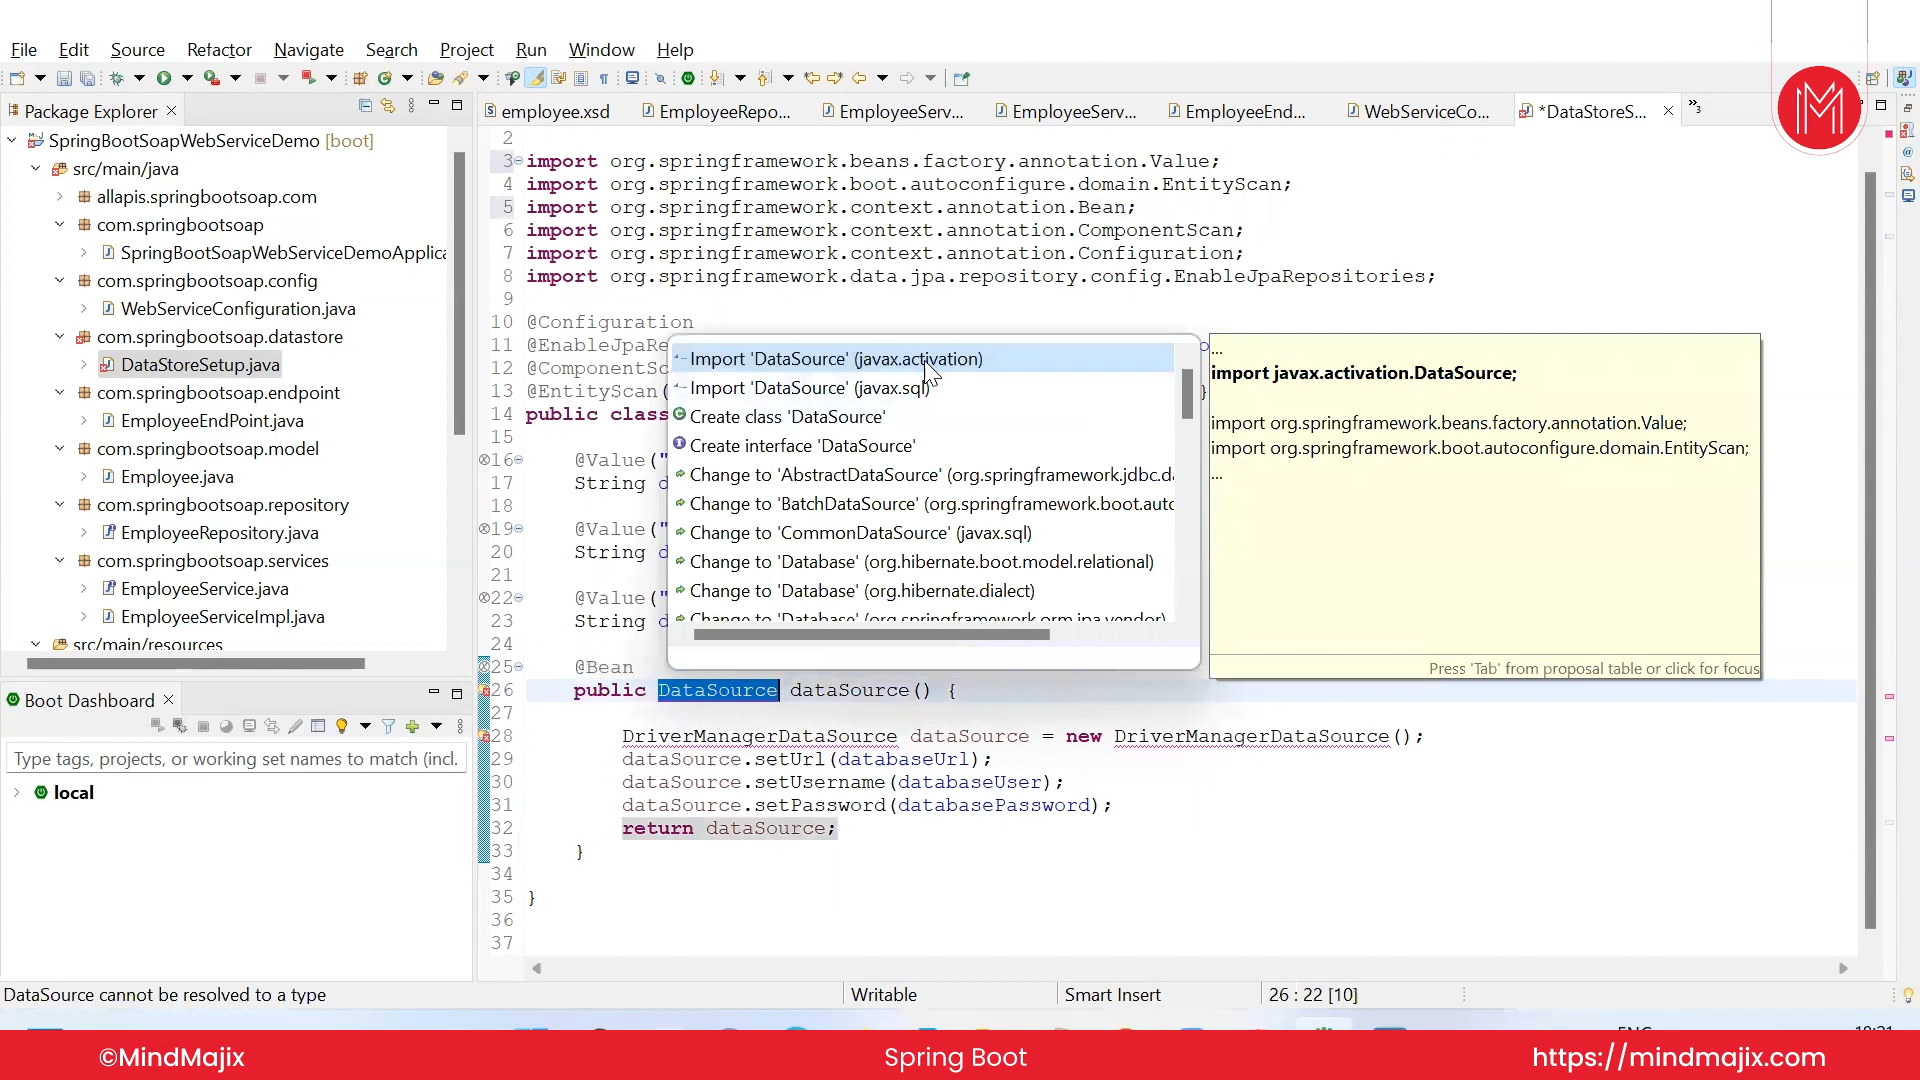 File Edit Source Refactor Navigate Search Project Run Window Help
Package Explorer
employee.xsd EmployeeRepo... EmployeeServ... EmployeeServ... EmployeeEnd... WebServiceCo... *DataStoreS... »3
SpringBootSoapWebServiceDemo [boot]
src/main/java
allapis.springbootsoap.com
com.springbootsoap
SpringBootSoapWebServiceDemoApplica
com.springbootsoap.config
WebServiceConfiguration.java
com.springbootsoap.datastore
DataStoreSetup.java
com.springbootsoap.endpoint
EmployeeEndPoint.java
com.springbootsoap.model
Employee.java
com.springbootsoap.repository
EmployeeRepository.java
com.springbootsoap.services
EmployeeService.java
EmployeeServiceImpl.java
src/main/resources
Boot Dashboard
Type tags, projects, or working set names to match (incl.
local
2
3 import org.springframework.beans.factory.annotation.Value;
4 import org.springframework.boot.autoconfigure.domain.EntityScan;
5 import org.springframework.context.annotation.Bean;
6 import org.springframework.context.annotation.ComponentScan;
7 import org.springframework.context.annotation.Configuration;
8 import org.springframework.data.jpa.repository.config.EnableJpaRepositories;
9
10 @Configuration
11 @EnableJpaRe
12 @ComponentSc
13 @EntityScan(
14 public class
15
16 @Value("
17 String d
18
19 @Value("
20 String d
21
22 @Value("
23 String d
24
25 @Bean
26 public DataSource dataSource() {
27
28 DriverManagerDataSource dataSource = new DriverManagerDataSource();
29 dataSource.setUrl(databaseUrl);
30 dataSource.setUsername(databaseUser);
31 dataSource.setPassword(databasePassword);
32 return dataSource;
33 }
34
35 }
36
37
Import 'DataSource' (javax.activation)
Import 'DataSource' (javax.sql)
Create class 'DataSource'
Create interface 'DataSource'
Change to 'AbstractDataSource' (org.springframework.jdbc.da
Change to 'BatchDataSource' (org.springframework.boot.auto
Change to 'CommonDataSource' (javax.sql)
Change to 'Database' (org.hibernate.boot.model.relational)
Change to 'Database' (org.hibernate.dialect)
Change to 'Database' (org.springframework.orm.jpa.vendor)
...
import javax.activation.DataSource;
import org.springframework.beans.factory.annotation.Value;
import org.springframework.boot.autoconfigure.domain.EntityScan;
...
Press 'Tab' from proposal table or click for focus
DataSource cannot be resolved to a type
Writable
Smart Insert
26 : 22 [10]
©MindMajix
Spring Boot
https://mindmajix.com